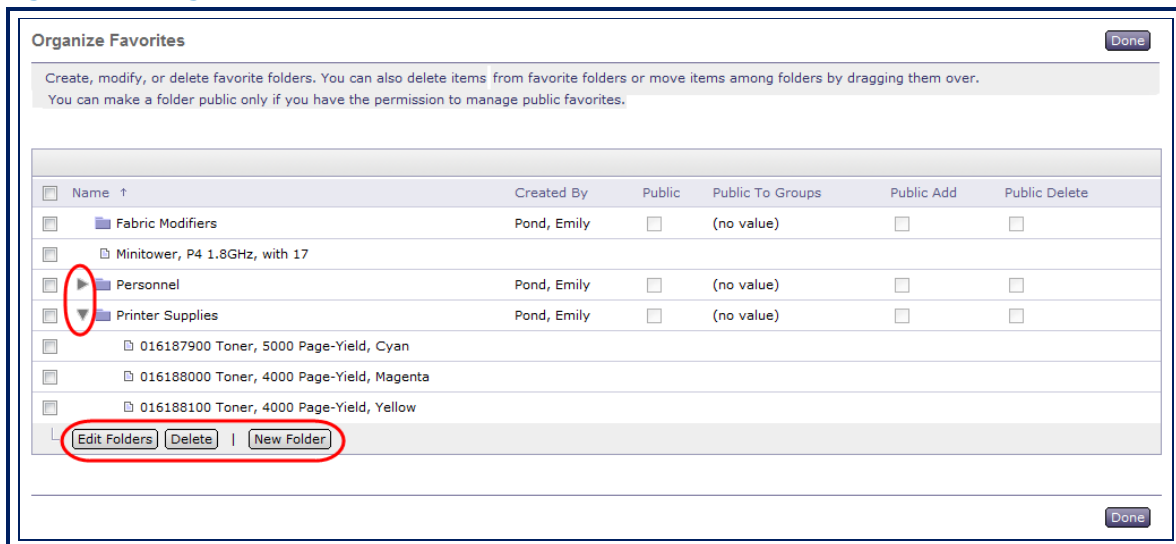 Organize Favorites Done
Create, modify, or delete favorite folders. You can also delete items from favorite folders or move items among folders by dragging them over.
You can make a folder public only if you have the permission to manage public favorites.
Name ↑ Created By Public Public To Groups Public Add Public Delete
Fabric Modifiers Pond, Emily (no value)
Minitower, P4 1.8GHz, with 17
Personnel Pond, Emily (no value)
Printer Supplies Pond, Emily (no value)
016187900 Toner, 5000 Page-Yield, Cyan
016188000 Toner, 4000 Page-Yield, Magenta
016188100 Toner, 4000 Page-Yield, Yellow
Edit Folders Delete | New Folder
Done